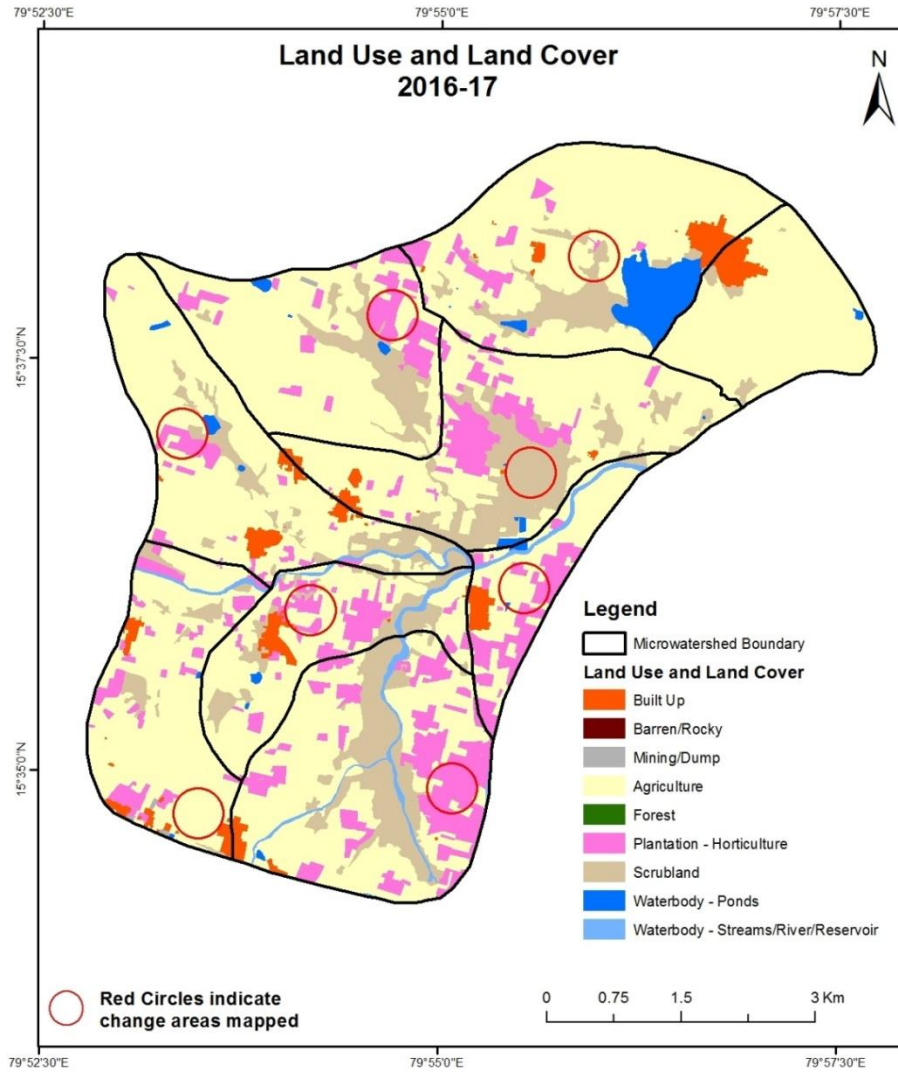 79°52'30"E
79°55'0"E
79°57'30"E
Land Use and Land Cover
2016-17
N
15°37'30"N
15°35'0"N
Legend
Microwatershed Boundary
Land Use and Land Cover
Built Up
Barren/Rocky
Mining/Dump
Agriculture
Forest
Plantation - Horticulture
Scrubland
Waterbody - Ponds
Waterbody - Streams/River/Reservoir
Red Circles indicate
change areas mapped
0 0.75 1.5 3 Km
79°52'30"E
79°55'0"E
79°57'30"E